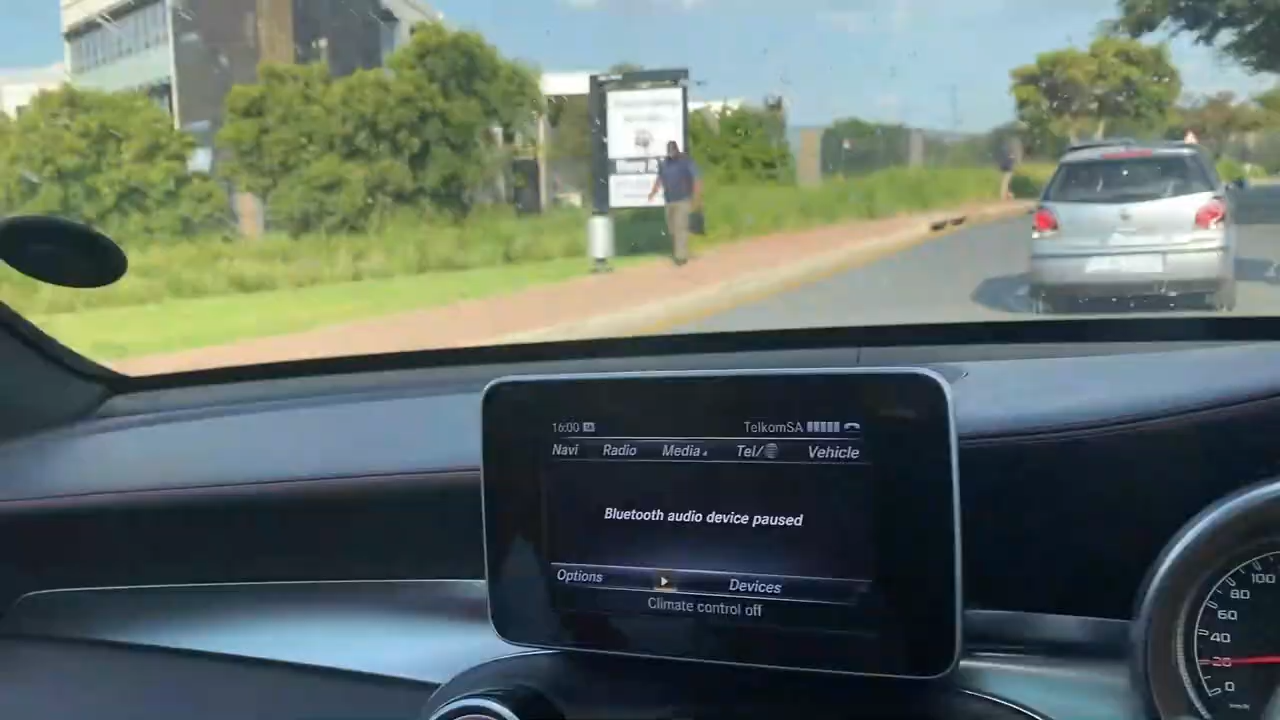 16:00 TelkomSA
Navi Radio Media Tel/ Vehicle
Bluetooth audio device paused
Options Devices
Climate control off
100
80
60
40
20
0